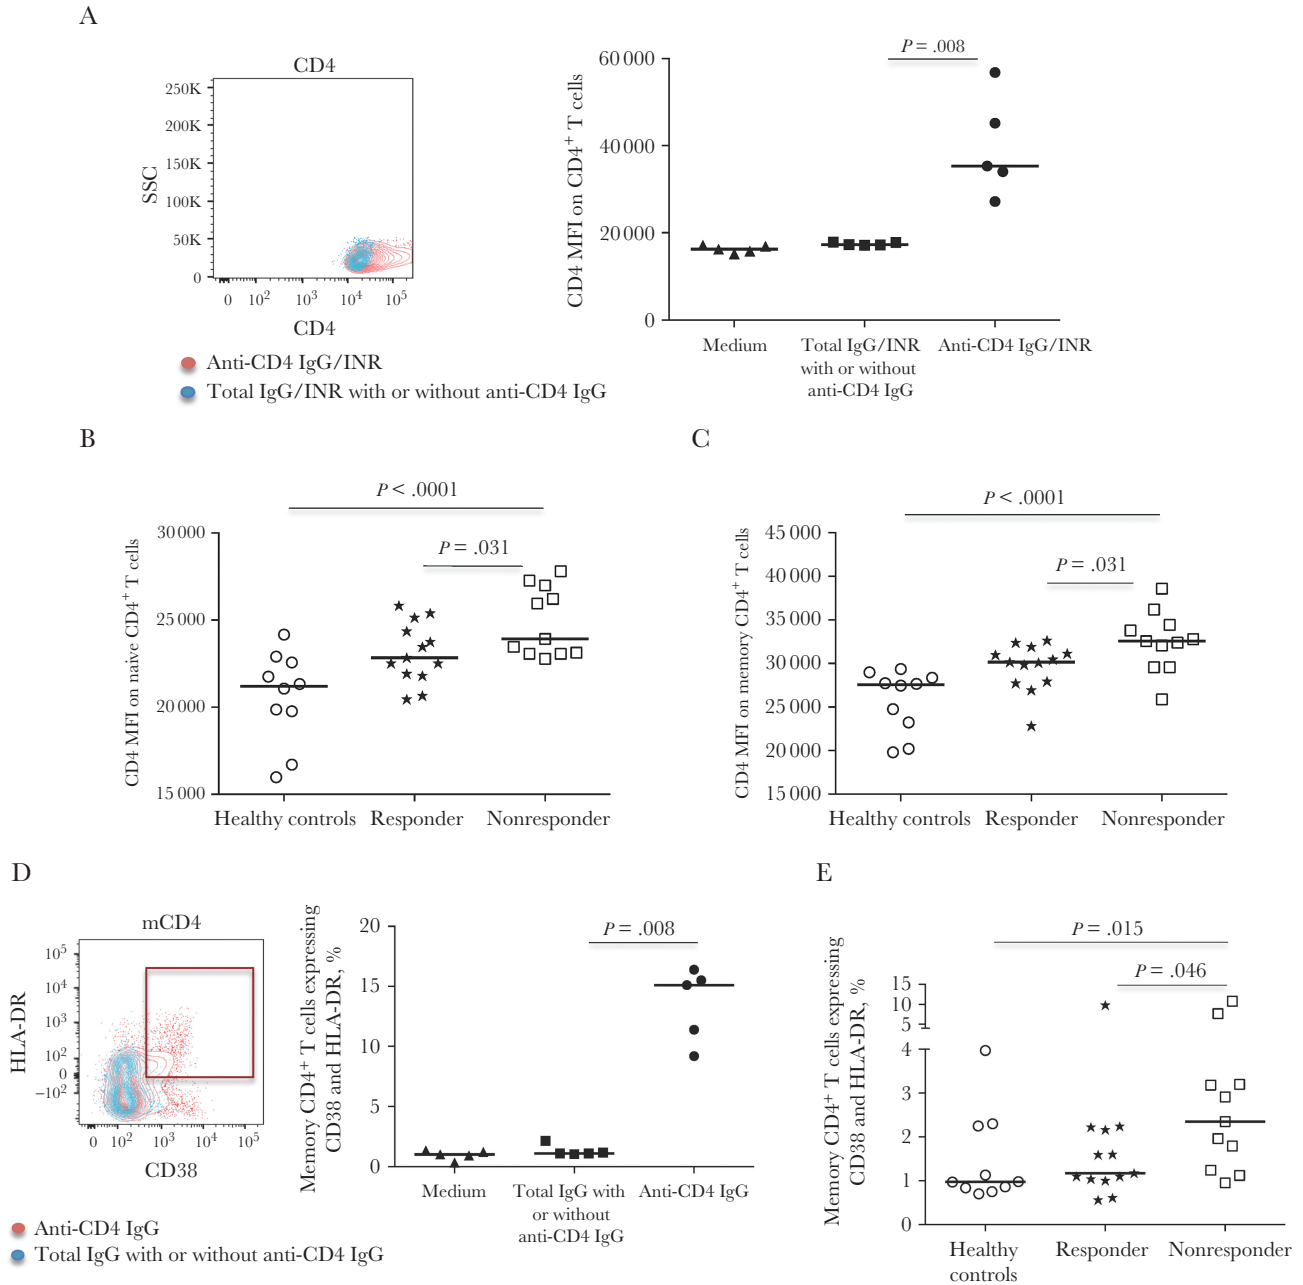 A
CD4
250K
200K
150K
100K
50K
0
SSC
0 10² 10³ 10⁴ 10⁵
CD4
Anti-CD4 IgG/INR
Total IgG/INR with or without anti-CD4 IgG
P = .008
60 000
40 000
20 000
0
CD4 MFI on CD4⁺ T cells
Medium
Total IgG/INR
with or without
anti-CD4 IgG
Anti-CD4 IgG/INR
B
P < .0001
P = .031
30 000
25 000
20 000
15 000
CD4 MFI on naive CD4⁺ T cells
Healthy controls Responder Nonresponder
C
P < .0001
P = .031
45 000
40 000
35 000
30 000
25 000
20 000
15 000
CD4 MFI on memory CD4⁺ T cells
Healthy controls Responder Nonresponder
D
mCD4
10⁵
10⁴
10³
10²
0
−10²
HLA-DR
0 10² 10³ 10⁴ 10⁵
CD38
Anti-CD4 IgG
Total IgG with or without anti-CD4 IgG
P = .008
20
15
10
5
0
Memory CD4⁺ T cells expressing
CD38 and HLA-DR, %
Medium
Total IgG with
or without
anti-CD4 IgG
Anti-CD4 IgG
E
P = .015
P = .046
15
10
5
4
3
2
1
0
Memory CD4⁺ T cells expressing
CD38 and HLA-DR, %
Healthy
controls
Responder
Nonresponder